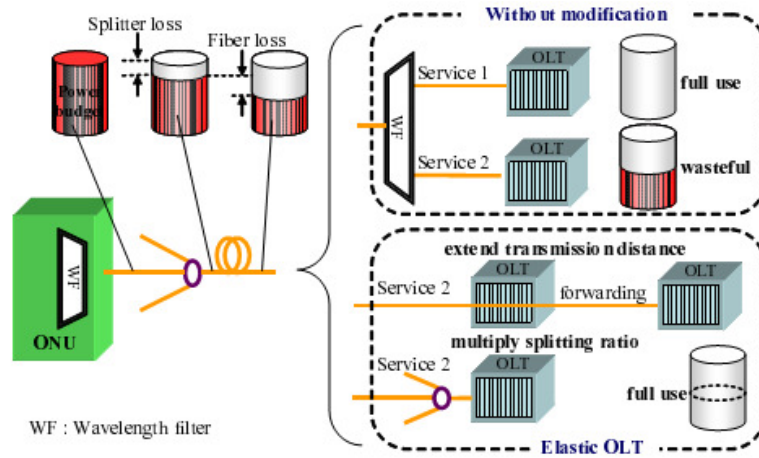 Splitter loss
Fiber loss
Power
budget
WF
ONU
WF : Wavelength filter
Without modification
Service 1
OLT
full use
WF
Service 2
OLT
wasteful
extend transmission distance
OLT
OLT
Service 2
forwarding
multiply splitting ratio
Service 2
OLT
full use
Elastic OLT